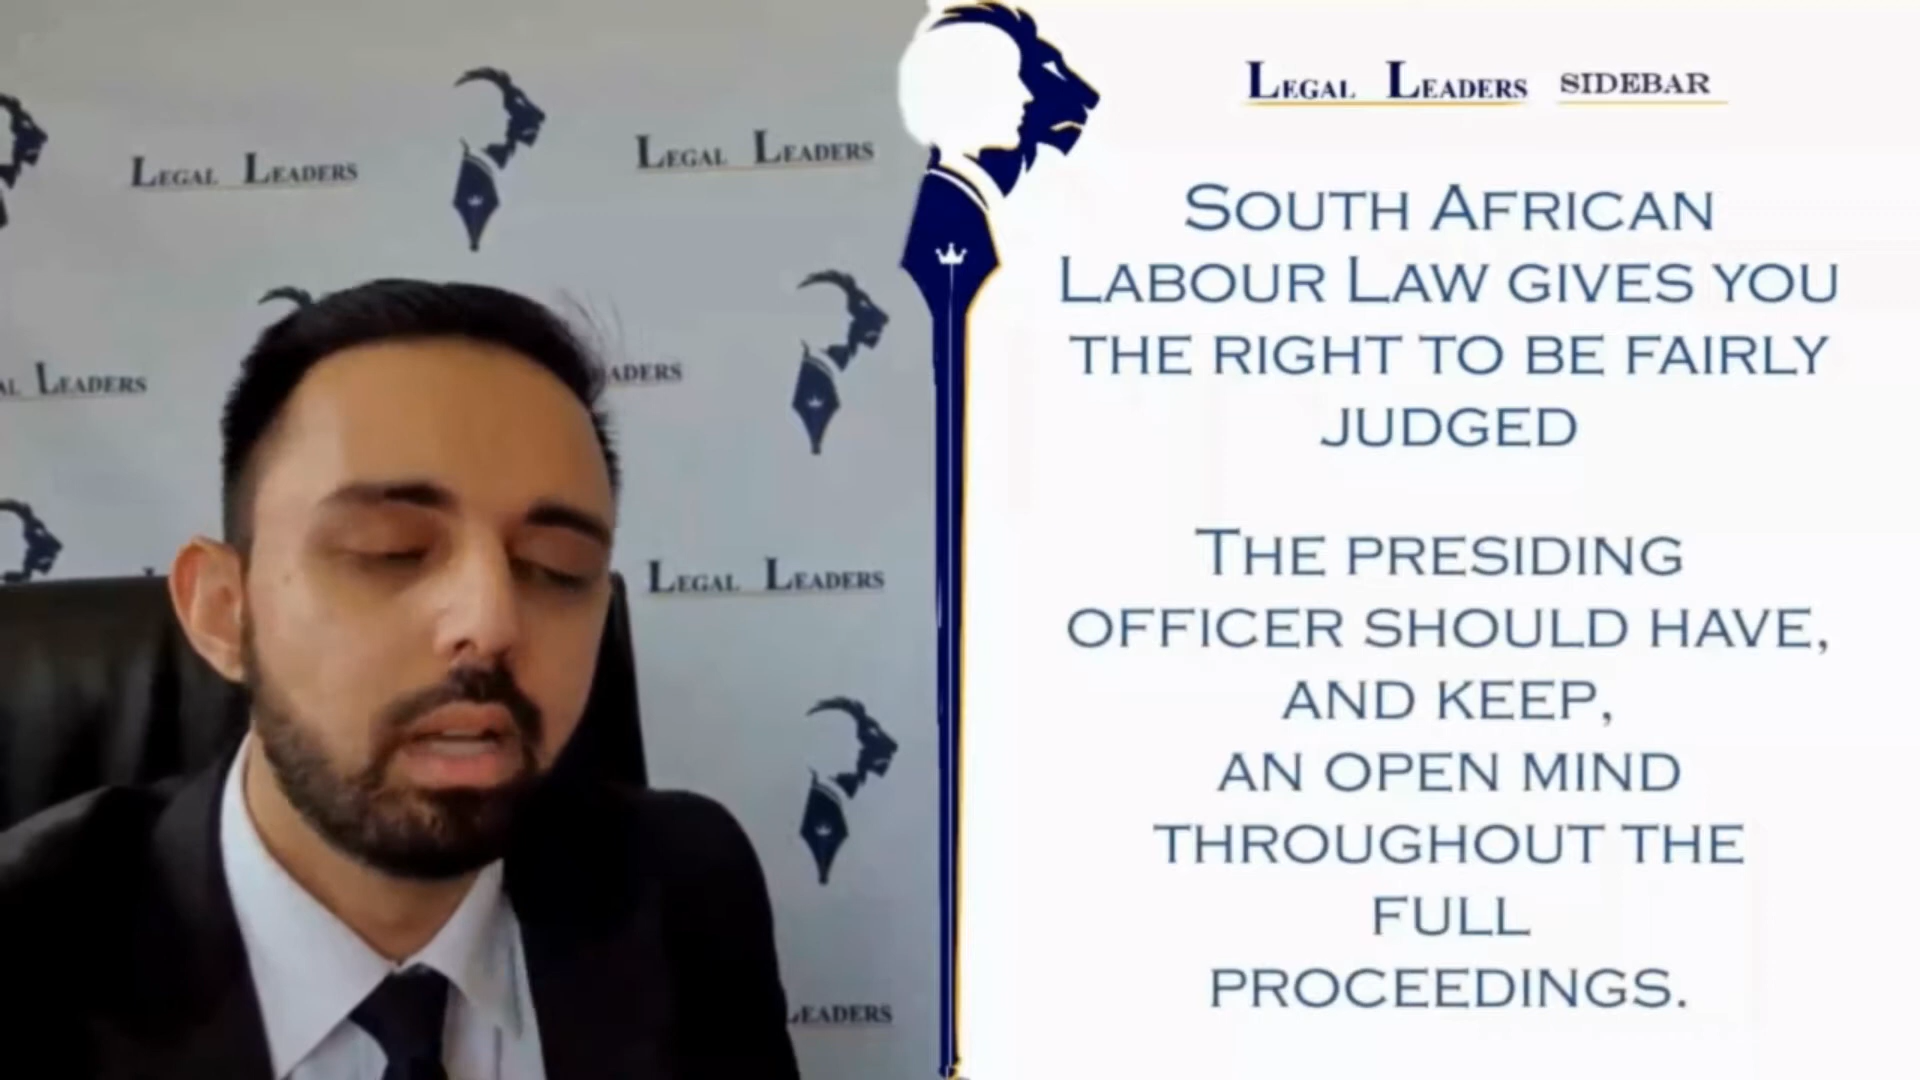 LEGAL LEADERS SIDEBAR
SOUTH AFRICAN
LABOUR LAW GIVES YOU
THE RIGHT TO BE FAIRLY
JUDGED
THE PRESIDING
OFFICER SHOULD HAVE,
AND KEEP,
AN OPEN MIND
THROUGHOUT THE
FULL
PROCEEDINGS.
LEGAL LEADERS
LEGAL LEADERS
LEADERS
LEGAL LEADERS
LEADERS